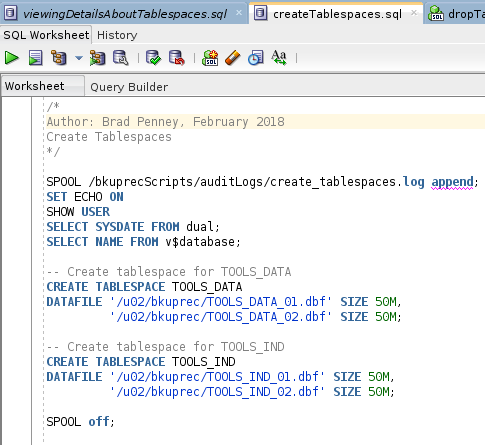 viewingDetailsAboutTablespaces.sql createTablespaces.sql dropTa
SQL Worksheet History
Aa
Worksheet Query Builder
/*
Author: Brad Penney, February 2018
Create Tablespaces
*/
SPOOL /bkuprecScripts/auditLogs/create_tablespaces.log append;
SET ECHO ON
SHOW USER
SELECT SYSDATE FROM dual;
SELECT NAME FROM v$database;
-- Create tablespace for TOOLS_DATA
CREATE TABLESPACE TOOLS_DATA
DATAFILE '/u02/bkuprec/TOOLS_DATA_01.dbf' SIZE 50M,
'/u02/bkuprec/TOOLS_DATA_02.dbf' SIZE 50M;
-- Create tablespace for TOOLS_IND
CREATE TABLESPACE TOOLS_IND
DATAFILE '/u02/bkuprec/TOOLS_IND_01.dbf' SIZE 50M,
'/u02/bkuprec/TOOLS_IND_02.dbf' SIZE 50M;
SPOOL off;